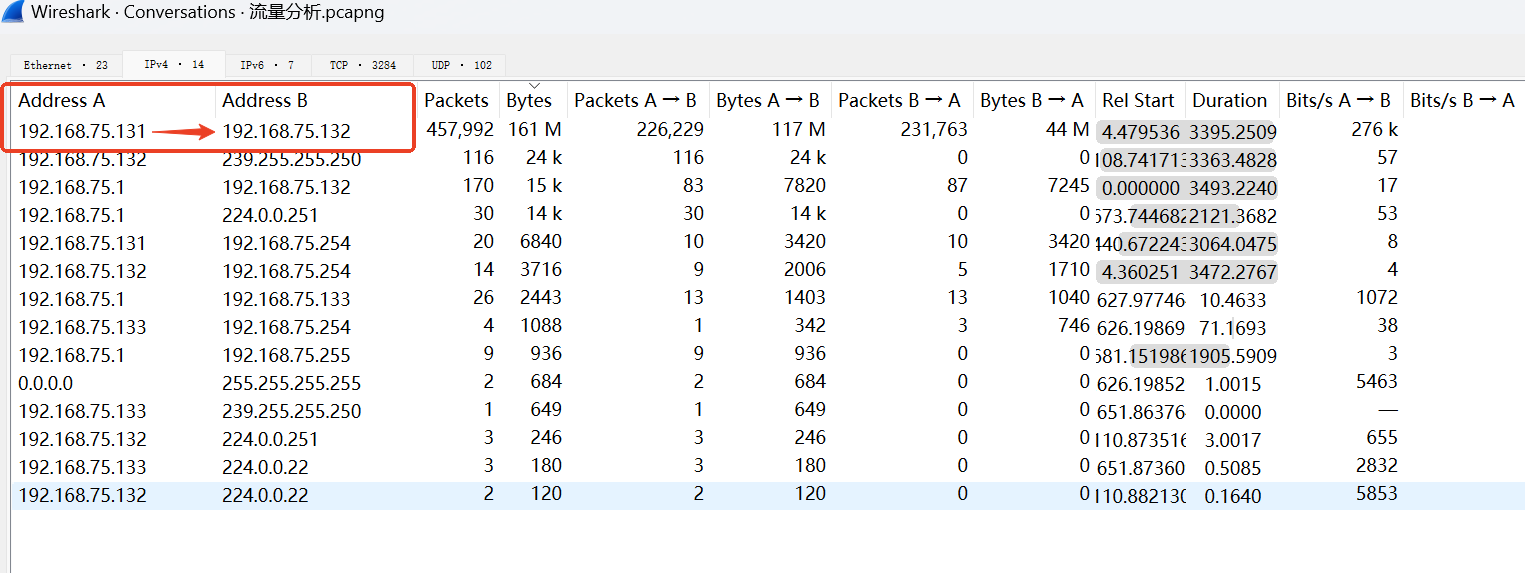 Wireshark · Conversations · 流量分析.pcapng
Ethernet · 23 IPv4 · 14 IPv6 · 7 TCP · 3284 UDP · 102
Address A Address B Packets Bytes Packets A → B Bytes A → B Packets B → A Bytes B → A Rel Start Duration Bits/s A → B Bits/s B → A
192.168.75.131 192.168.75.132 457,992 161 M 226,229 117 M 231,763 44 M 4.479536 3395.2509 276 k
192.168.75.132 239.255.255.250 116 24 k 116 24 k 0 0 3363.4828 57
192.168.75.1 192.168.75.132 170 15 k 83 7820 87 7245 0.000000 3493.2240 17
192.168.75.1 224.0.0.251 30 14 k 30 14 k 0 0 2121.3682 53
192.168.75.131 192.168.75.254 20 6840 10 3420 10 3420 3064.0475 8
192.168.75.132 192.168.75.254 14 3716 9 2006 5 1710 4.360251 3472.2767 4
192.168.75.1 192.168.75.133 26 2443 13 1403 13 1040 627.97746 10.4633 1072
192.168.75.133 192.168.75.254 4 1088 1 342 3 746 626.19869 71.1693 38
192.168.75.1 192.168.75.255 9 936 9 936 0 0 1905.5909 3
0.0.0.0 255.255.255.255 2 684 2 684 0 0 626.19852 1.0015 5463
192.168.75.133 239.255.255.250 1 649 1 649 0 0 651.86376 0.0000 —
192.168.75.132 224.0.0.251 3 246 3 246 0 0 110.873516 3.0017 655
192.168.75.133 224.0.0.22 3 180 3 180 0 0 651.87360 0.5085 2832
192.168.75.132 224.0.0.22 2 120 2 120 0 0 110.882130 0.1640 5853